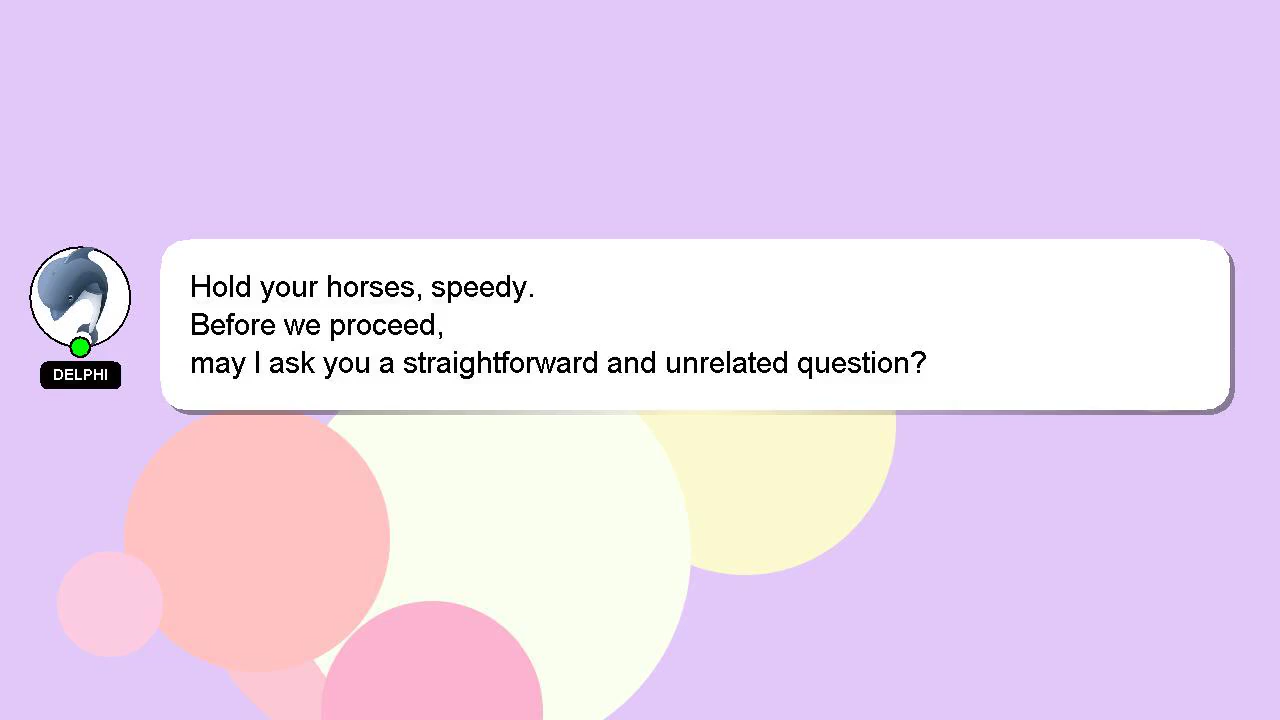 Hold your horses, speedy.
Before we proceed,
may I ask you a straightforward and unrelated question?
DELPHI